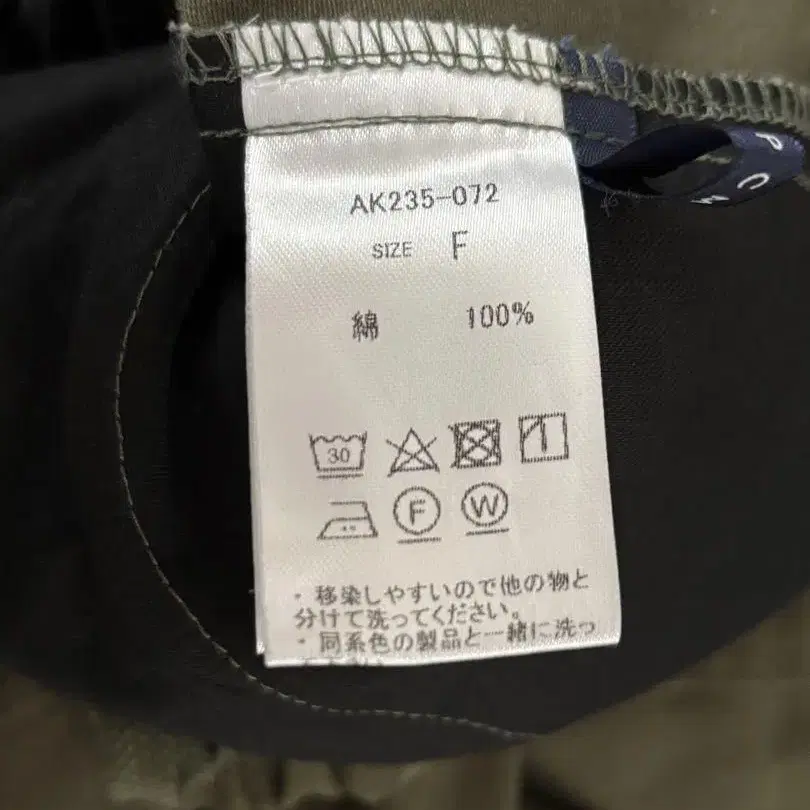 AK235-072
SIZE F
綿 100%
30
F W
・移染しやすいので他の物と
分けて洗ってください。
・同系色の製品と一緒に洗っ
P C M